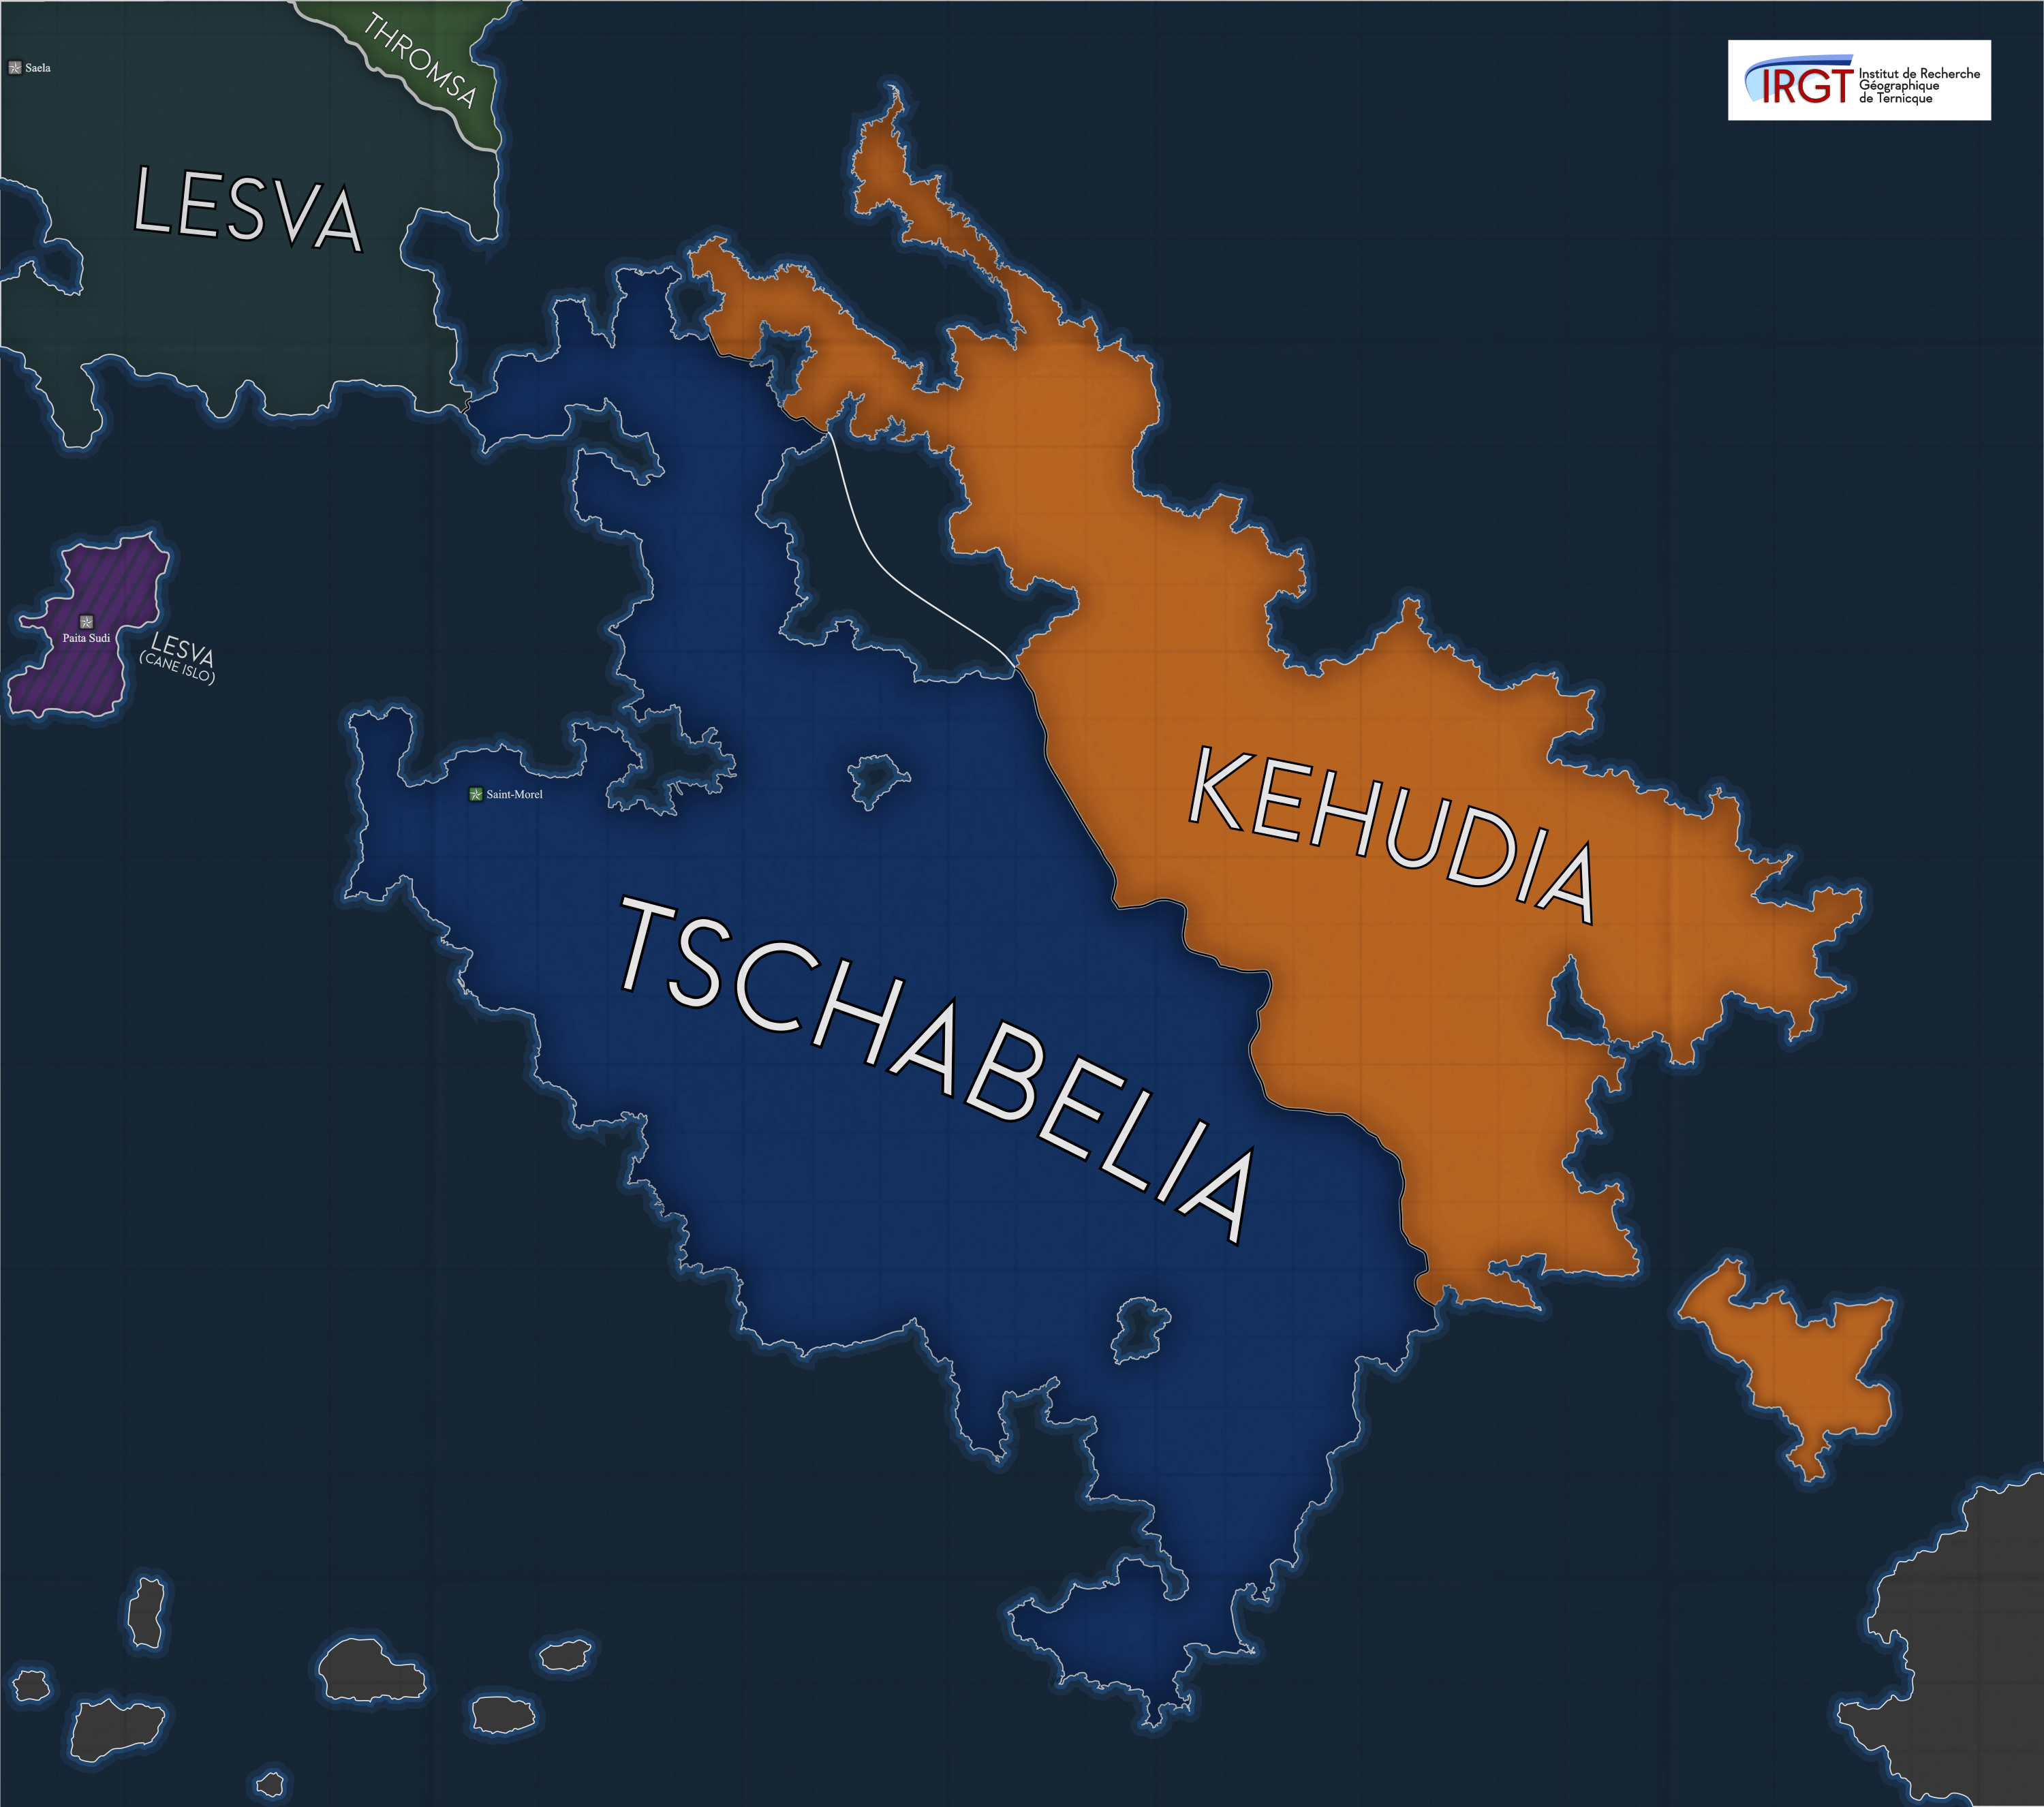 THROMSA
Saela
IRGT
Institut de Recherche
Géographique
de Ternicque
LESVA
Paita Sudi
LESVA
(CANE ISLO)
Saint-Morel
KEHUDIA
TSCHABELIA